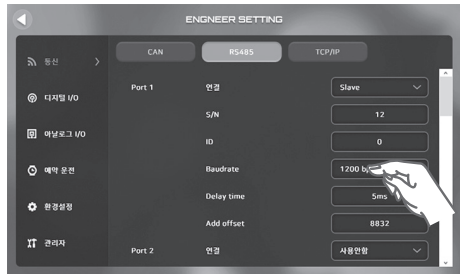 ENGNEER SETTING
통신
디지털 I/O
아날로그 I/O
예약 운전
환경설정
관리자
CAN RS485 TCP/IP
Port 1 연결 Slave
S/N 12
ID 0
Baudrate 1200
Delay time 5ms
Add offset 8832
Port 2 연결 사용안함